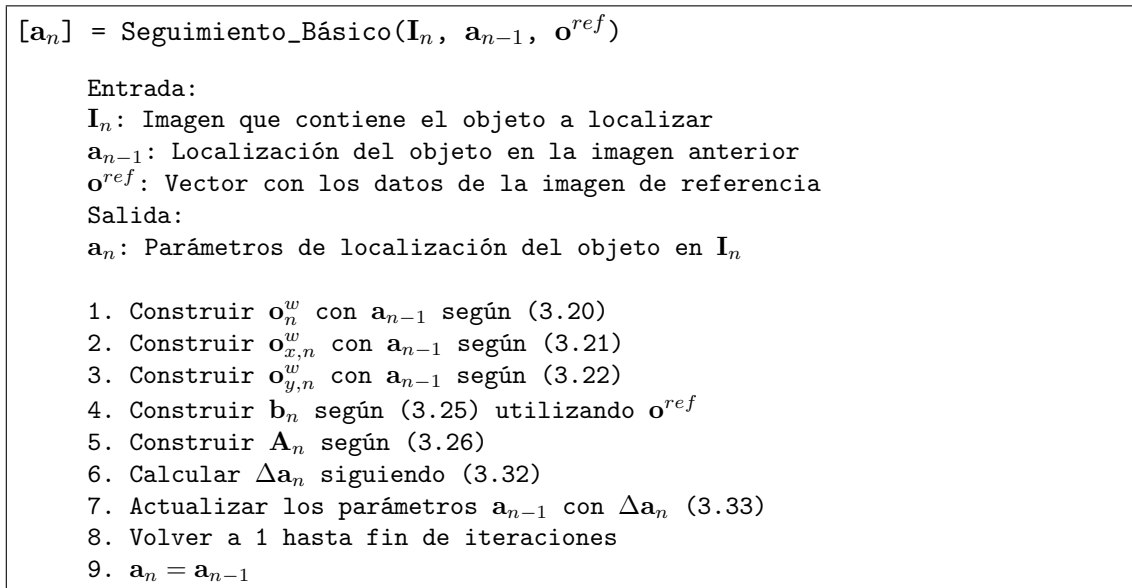 [a_n] = Seguimiento_Básico(I_n, a_{n-1}, o^{ref})
Entrada:
I_n: Imagen que contiene el objeto a localizar
a_{n-1}: Localización del objeto en la imagen anterior
o^{ref}: Vector con los datos de la imagen de referencia
Salida:
a_n: Parámetros de localización del objeto en I_n
1. Construir o_n^w con a_{n-1} según (3.20)
2. Construir o_{x,n}^w con a_{n-1} según (3.21)
3. Construir o_{y,n}^w con a_{n-1} según (3.22)
4. Construir b_n según (3.25) utilizando o^{ref}
5. Construir A_n según (3.26)
6. Calcular Δa_n siguiendo (3.32)
7. Actualizar los parámetros a_{n-1} con Δa_n (3.33)
8. Volver a 1 hasta fin de iteraciones
9. a_n = a_{n-1}